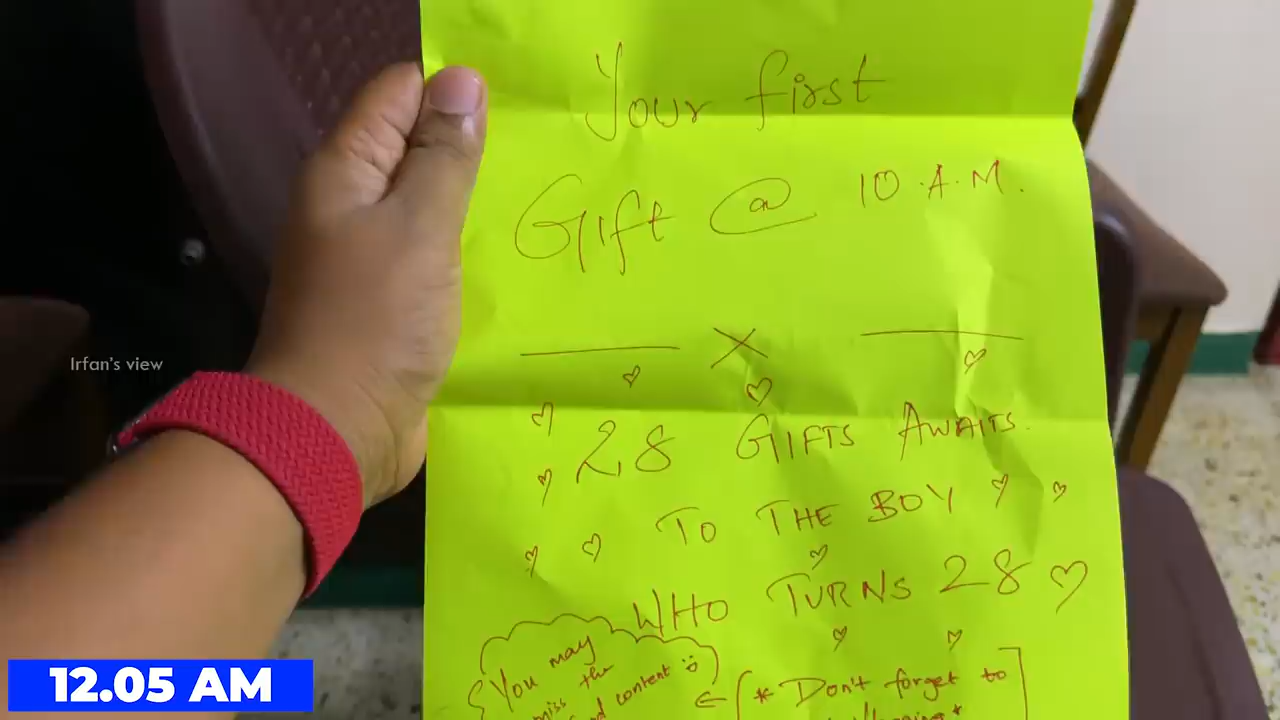 Your first
Gift @ 10 A.M.
x
28 GIFTS AWAITS.
TO THE BOY
WHO TURNS 28
You may
miss the
content
* Don't forget to
Irfan's view
12.05 AM